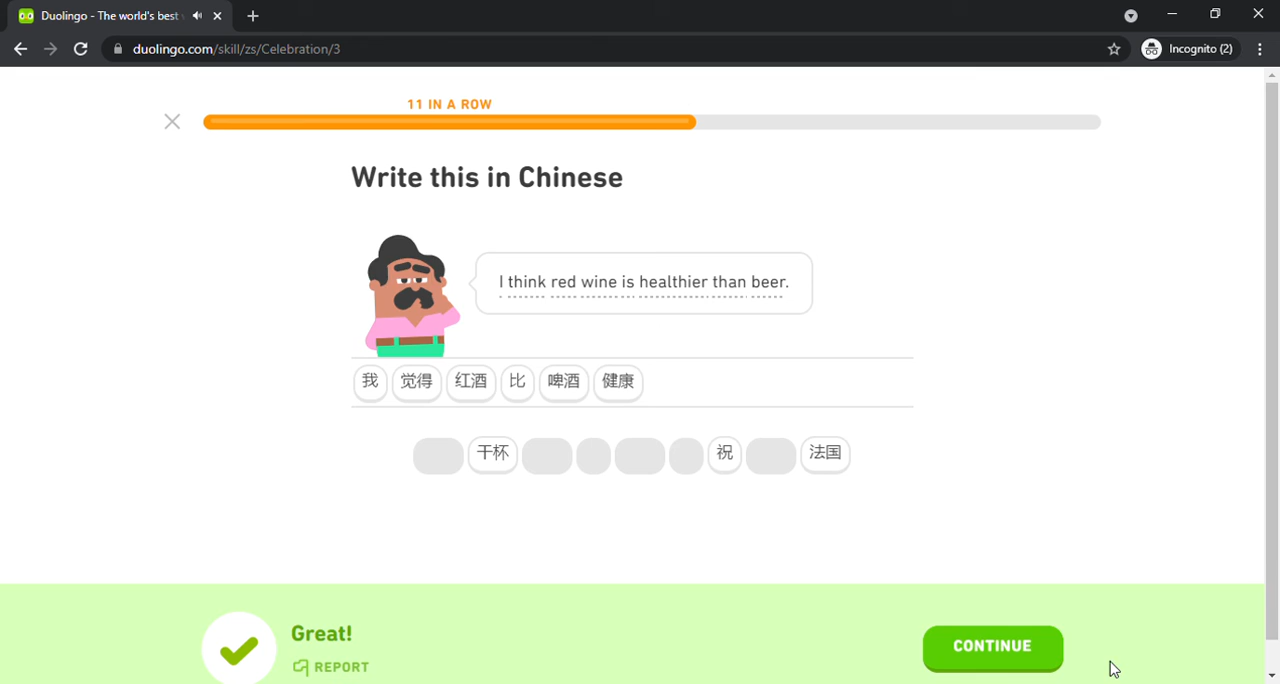 Duolingo - The world's best
duolingo.com/skill/zs/Celebration/3
Incognito (2)
11 IN A ROW
Write this in Chinese
I think red wine is healthier than beer.
我 觉得 红酒 比 啤酒 健康
干杯 祝 法国
Great!
REPORT
CONTINUE